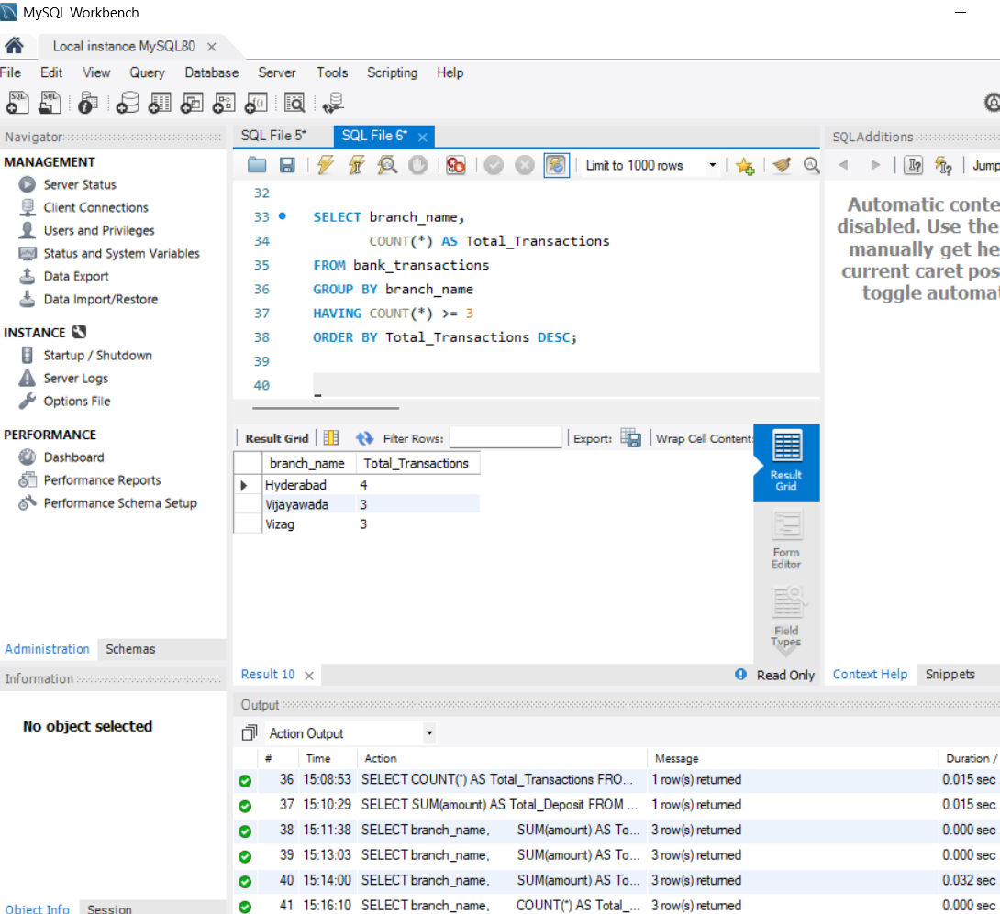 MySQL Workbench
Local instance MySQL80
File Edit View Query Database Server Tools Scripting Help
Navigator
MANAGEMENT
Server Status
Client Connections
Users and Privileges
Status and System Variables
Data Export
Data Import/Restore
INSTANCE
Startup / Shutdown
Server Logs
Options File
PERFORMANCE
Dashboard
Performance Reports
Performance Schema Setup
Administration Schemas
Information
No object selected
Object Info Session
SQL File 5* SQL File 6*
Limit to 1000 rows
32
33 SELECT branch_name,
34 COUNT(*) AS Total_Transactions
35 FROM bank_transactions
36 GROUP BY branch_name
37 HAVING COUNT(*) >= 3
38 ORDER BY Total_Transactions DESC;
39
40
Result Grid Filter Rows: Export: Wrap Cell Content:
branch_name Total_Transactions
Hyderabad 4
Vijayawada 3
Vizag 3
Result
Grid
Form
Editor
Field
Types
Result 10 Read Only
SQLAdditions
Jump
Automatic conte
disabled. Use the
manually get he
current caret pos
toggle automat
Context Help Snippets
Output
Action Output
# Time Action Message Duration /
36 15:08:53 SELECT COUNT(*) AS Total_Transactions FRO... 1 row(s) returned 0.015 sec
37 15:10:29 SELECT SUM(amount) AS Total_Deposit FROM ... 1 row(s) returned 0.015 sec
38 15:11:38 SELECT branch_name, SUM(amount) AS To... 3 row(s) returned 0.000 sec
39 15:13:03 SELECT branch_name, SUM(amount) AS To... 3 row(s) returned 0.000 sec
40 15:14:00 SELECT branch_name, SUM(amount) AS To... 3 row(s) returned 0.032 sec
41 15:16:10 SELECT branch_name, COUNT(*) AS Total_... 3 row(s) returned 0.000 sec